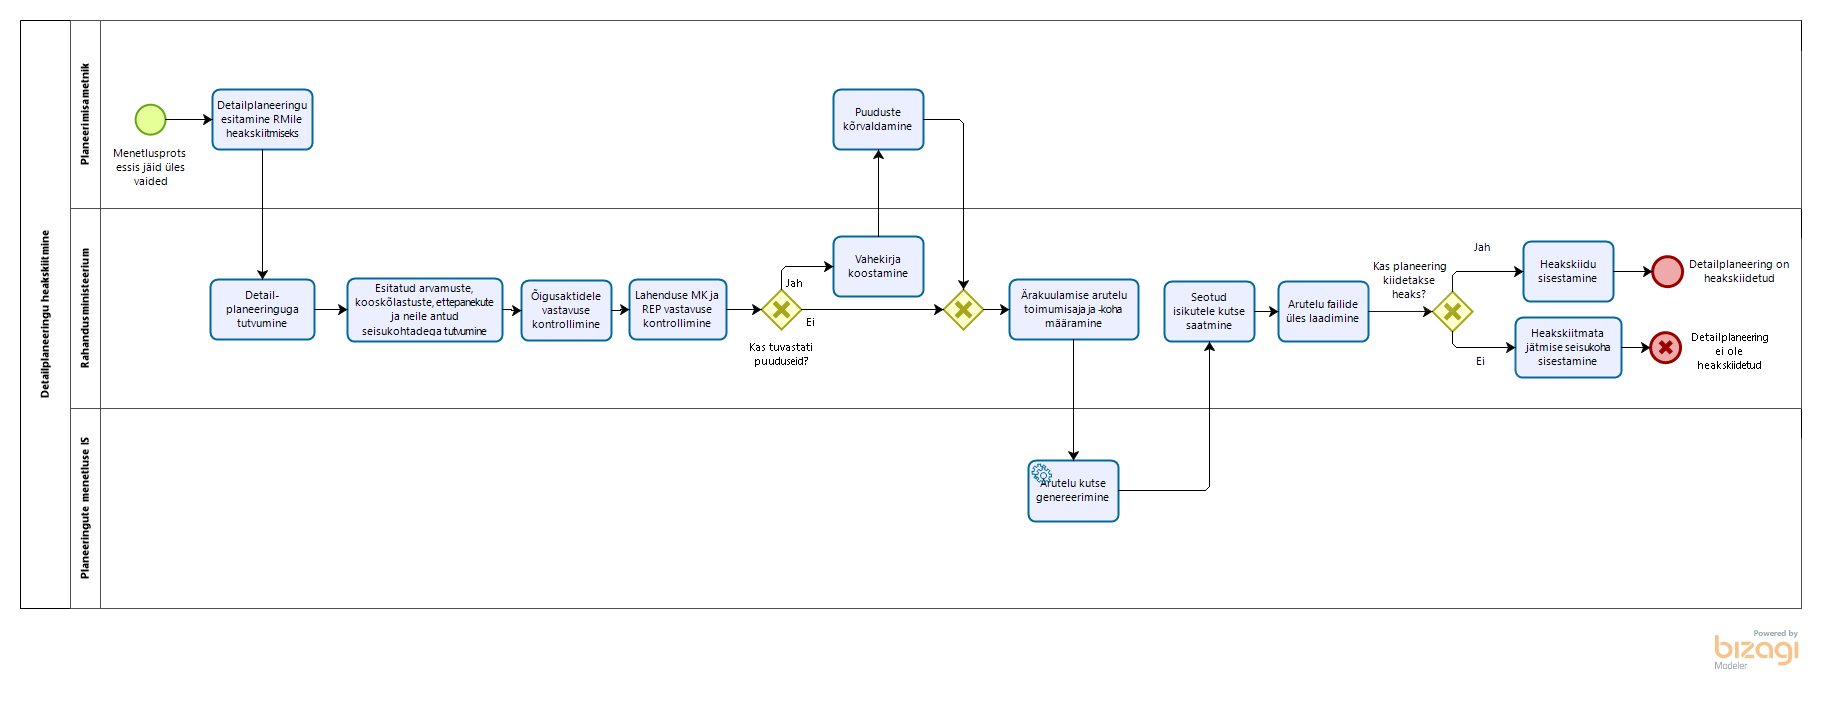 Detailplaneeringu heakskiitmine
Planeerimisametnik
Menetlusprots
essis jäid üles
vaided
Detailplaneeringu
esitamine RMile
heakskiitmiseks
Puuduste
kõrvaldamine
Rahandusministeerium
Detail-
planeeringuga
tutvumine
Esitatud arvamuste,
kooskõlastuste, ettepanekute
ja neile antud
seisukohtadega tutvumine
Õigusaktidele
vastavuse
kontrollimine
Lahenduse MK ja
REP vastavuse
kontrollimine
Jah
Ei
Kas tuvastati
puuduseid?
Vahekirja
koostamine
Ärakuulamise arutelu
toimumisaja ja -koha
määramine
Seotud
isikutele kutse
saatmine
Arutelu failide
üles laadimine
Kas planeering
kiidetakse
heaks?
Jah
Ei
Heakskiidu
sisestamine
Detailplaneering on
heakskiidetud
Heakskiitmata
jätmise seisukoha
sisestamine
Detailplaneering
ei ole
heakskiidetud
Planeeringute menetluse IS
Arutelu kutse
genereerimine
Powered by
bizagi
Modeler